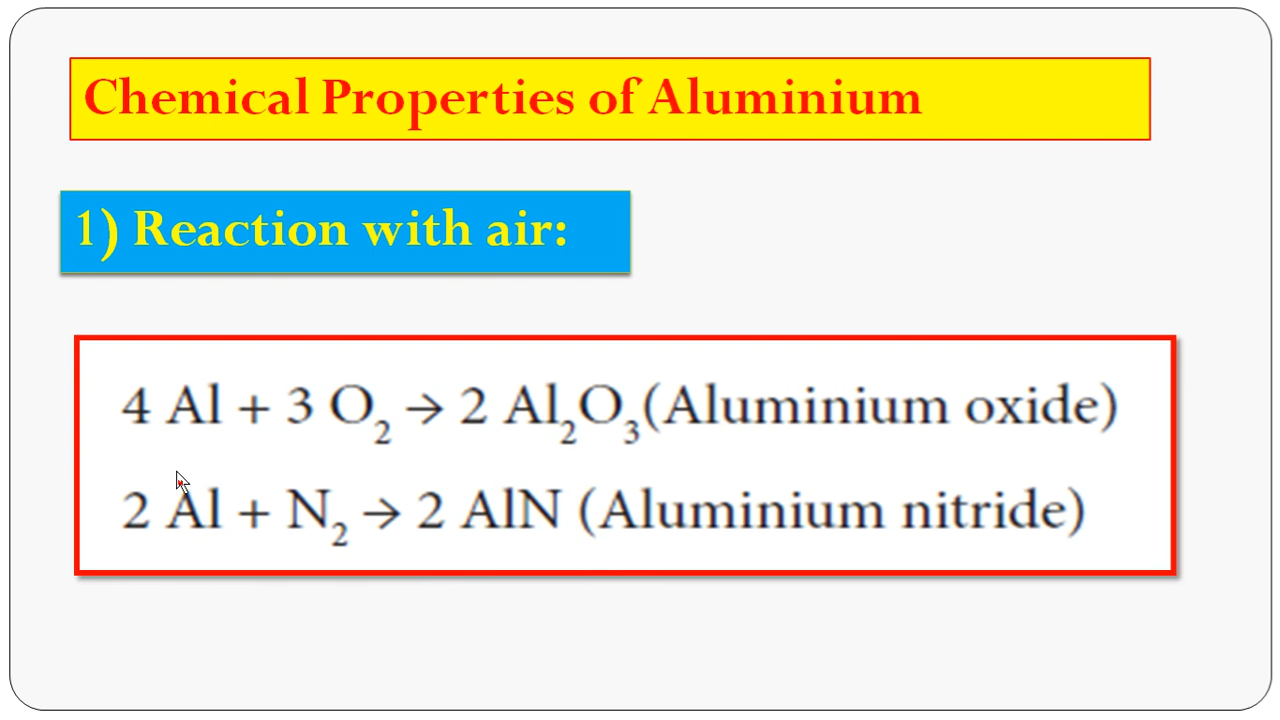 Chemical Properties of Aluminium
1) Reaction with air:
4 Al + 3 O₂ → 2 Al₂O₃(Aluminium oxide)
2 Al + N₂ → 2 AlN (Aluminium nitride)